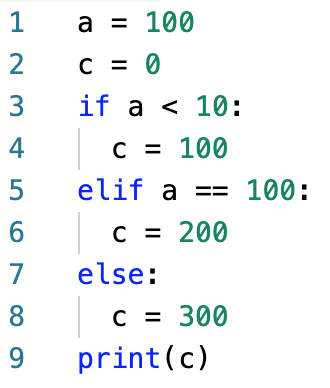 1 a = 100
2 c = 0
3 if a < 10:
4   c = 100
5 elif a == 100:
6   c = 200
7 else:
8   c = 300
9 print(c)